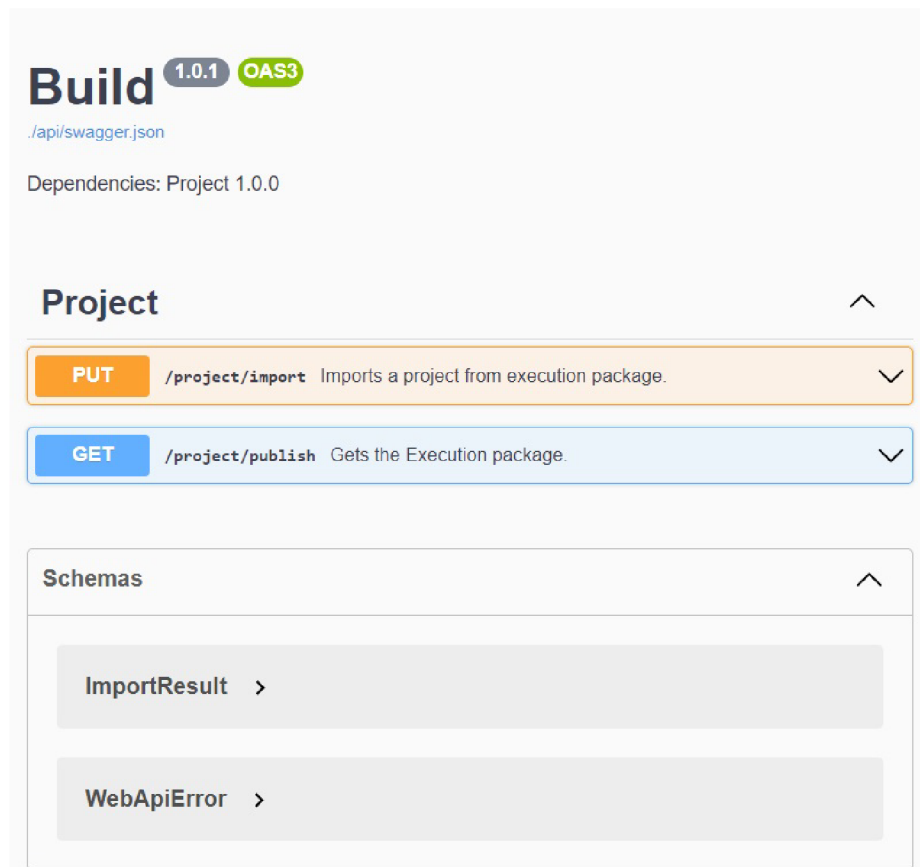 Build 1.0.1 OAS3
./api/swagger.json
Dependencies: Project 1.0.0
Project
PUT /project/import Imports a project from execution package.
GET /project/publish Gets the Execution package.
Schemas
ImportResult
WebApiError